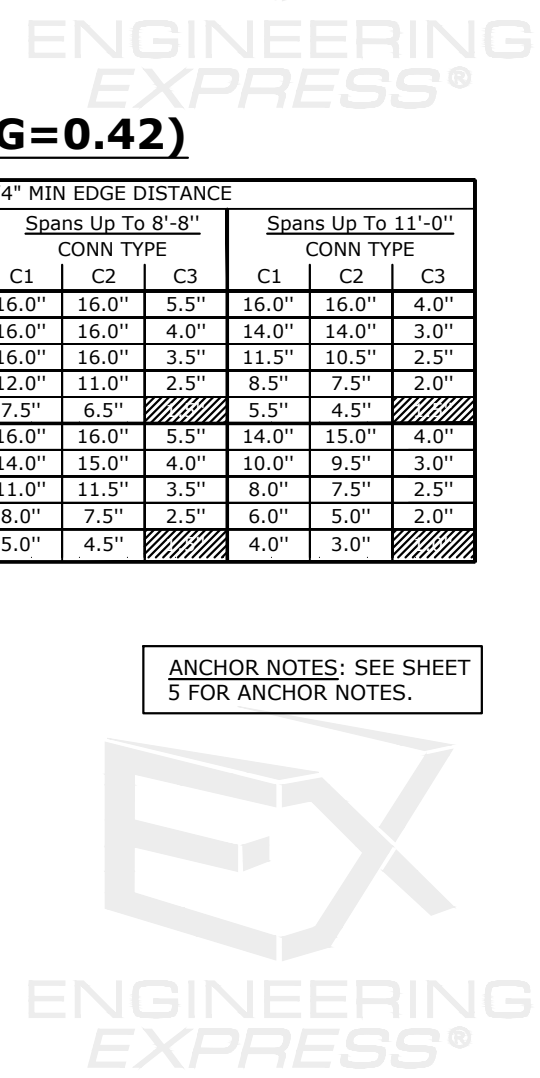 ENGINEERING
EXPRESS®
G=0.42)
4" MIN EDGE DISTANCE
Spans Up To 8'-8'' Spans Up To 11'-0''
CONN TYPE CONN TYPE
C1 C2 C3 C1 C2 C3
16.0'' 16.0'' 5.5'' 16.0'' 16.0'' 4.0''
16.0'' 16.0'' 4.0'' 14.0'' 14.0'' 3.0''
16.0'' 16.0'' 3.5'' 11.5'' 10.5'' 2.5''
12.0'' 11.0'' 2.5'' 8.5'' 7.5'' 2.0''
7.5'' 6.5'' 5.5'' 4.5''
16.0'' 16.0'' 5.5'' 14.0'' 15.0'' 4.0''
14.0'' 15.0'' 4.0'' 10.0'' 9.5'' 3.0''
11.0'' 11.5'' 3.5'' 8.0'' 7.5'' 2.5''
8.0'' 7.5'' 2.5'' 6.0'' 5.0'' 2.0''
5.0'' 4.5'' 4.0'' 3.0''
ANCHOR NOTES: SEE SHEET
5 FOR ANCHOR NOTES.
EX
ENGINEERING
EXPRESS®